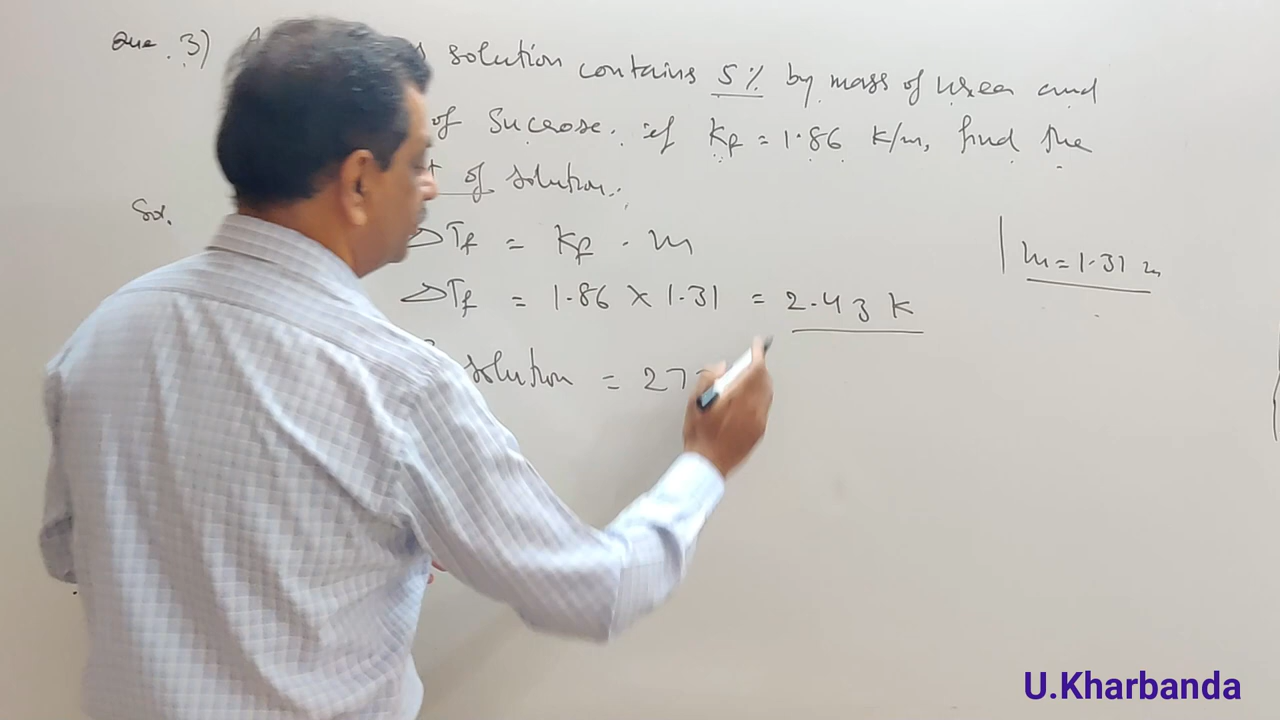 Que. 3) A solution contains 5% by mass of urea and
of Sucrose. if Kf = 1.86 K/m, find the
of solution.
Sol.
ΔTf = Kf . m
m = 1.31 m
ΔTf = 1.86 × 1.31 = 2.43 K
solution = 27
U.Kharbanda